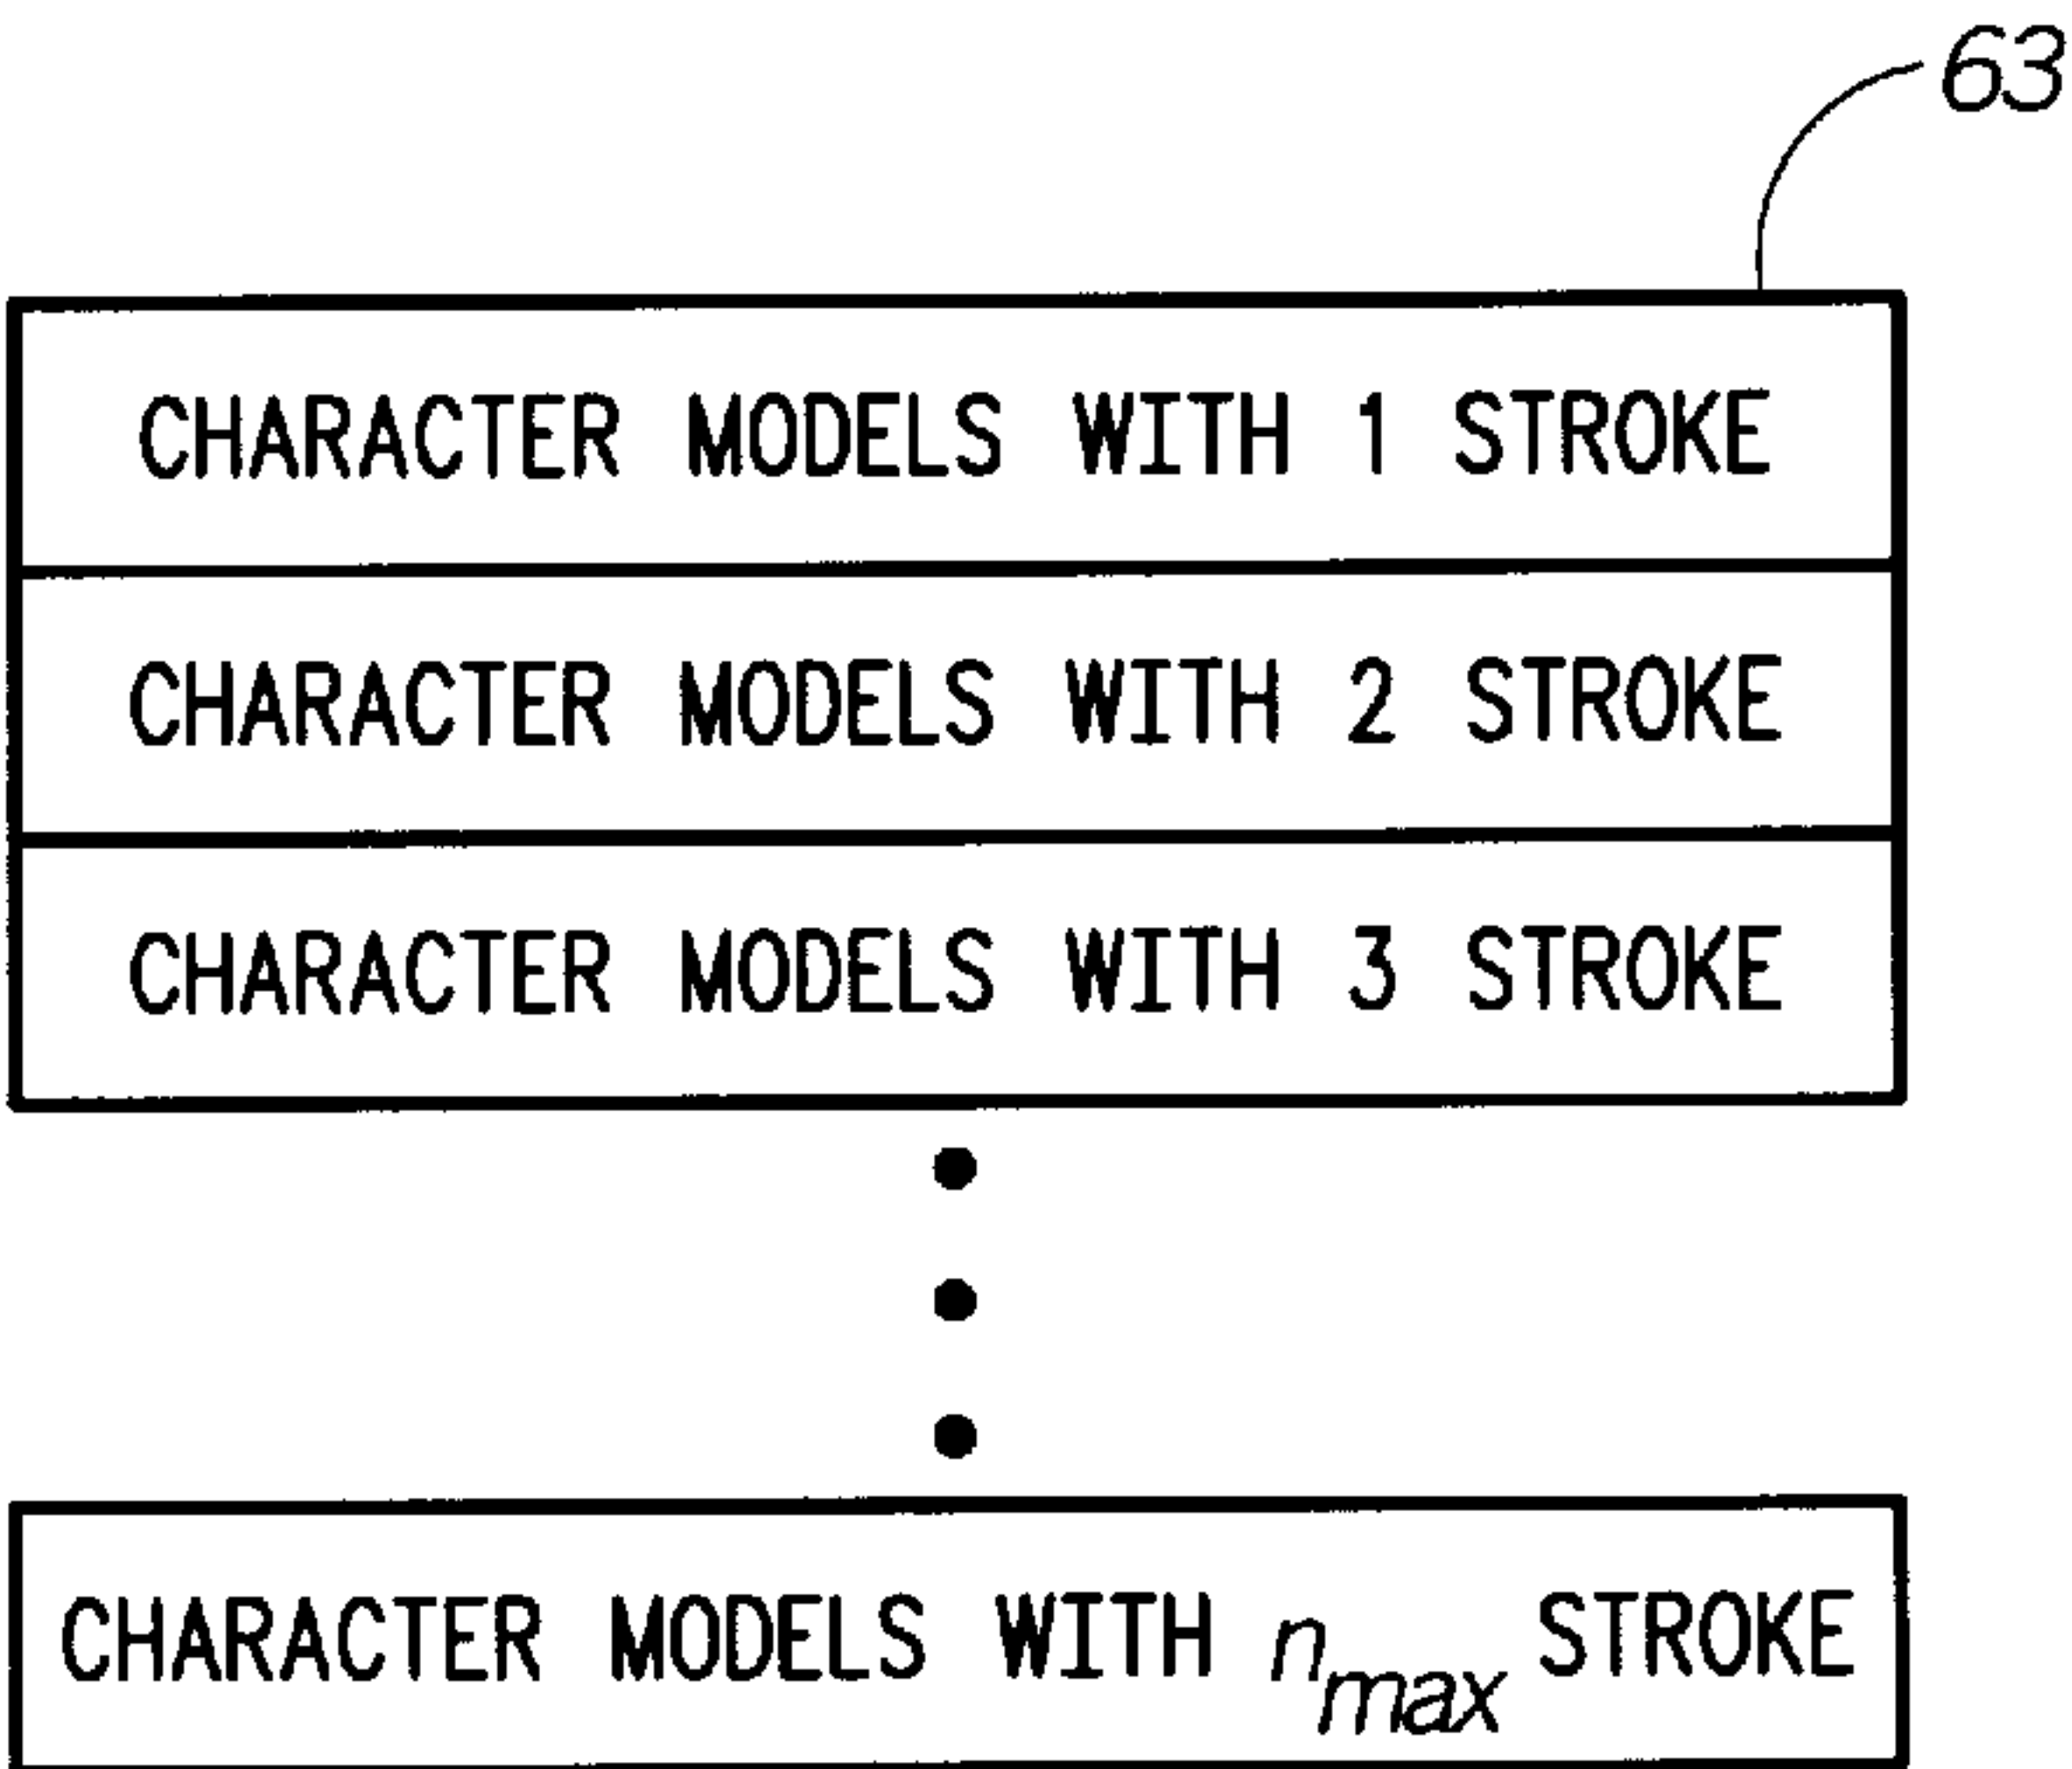 63
CHARACTER MODELS WITH 1 STROKE
CHARACTER MODELS WITH 2 STROKE
CHARACTER MODELS WITH 3 STROKE
CHARACTER MODELS WITH nmax STROKE